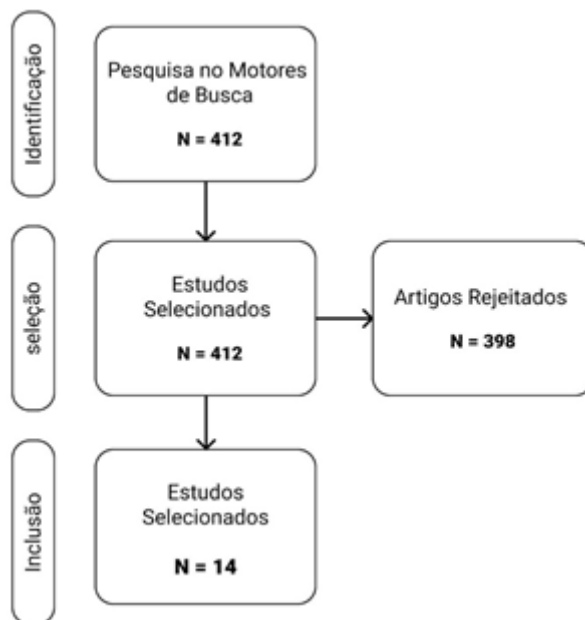 Identificação
Pesquisa no Motores
de Busca
N = 412
seleção
Estudos
Selecionados
N = 412
Artigos Rejeitados
N = 398
Inclusão
Estudos
Selecionados
N = 14